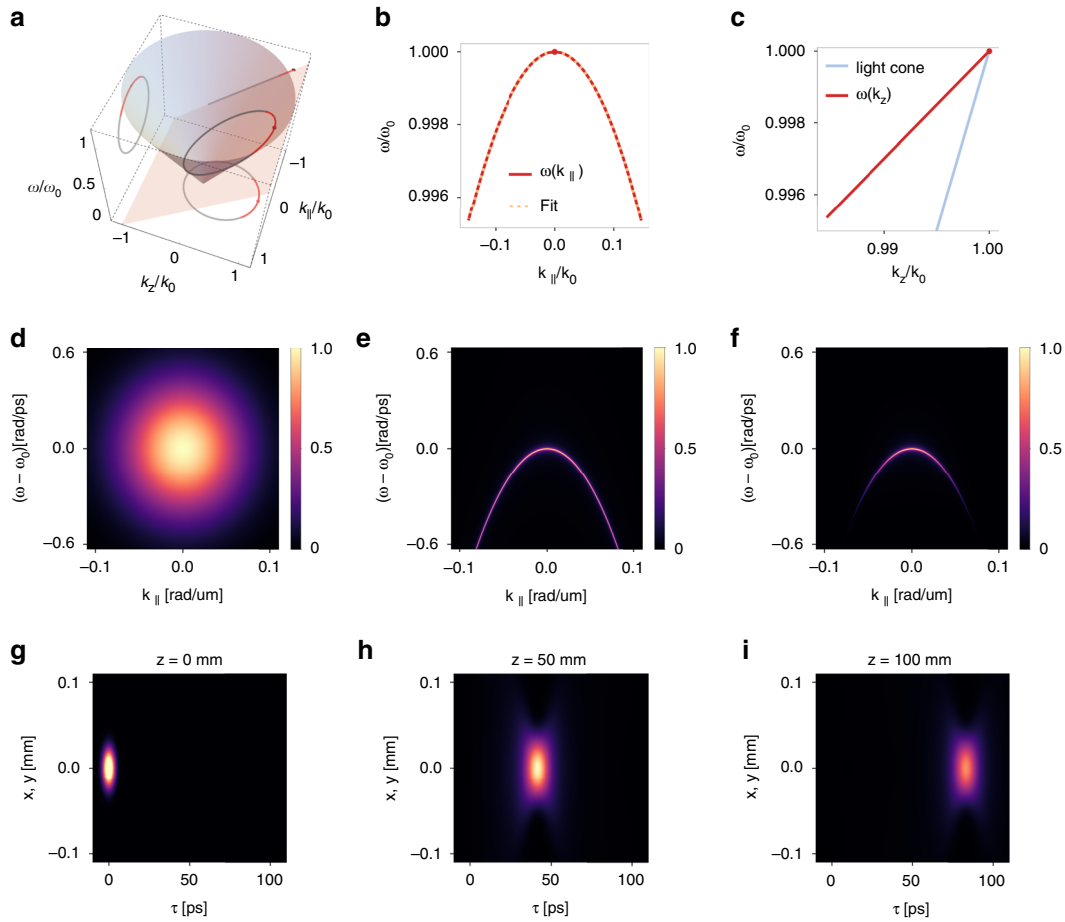 a
1
ω/ω0
0.5
0
−1
0
1
kz/k0
−1
0
1
k||/k0
b
ω/ω0
1.000
0.998
0.996
ω(k||)
Fit
−0.1
0.0
0.1
k||/k0
c
ω/ω0
1.000
0.998
0.996
light cone
ω(kz)
0.99
1.00
kz/k0
d
(ω − ω0)[rad/ps]
0.6
0.0
−0.6
−0.1
0.0
0.1
k|| [rad/um]
1.0
0.5
0
e
(ω − ω0)[rad/ps]
0.6
0.0
−0.6
−0.1
0.0
0.1
k|| [rad/um]
1.0
0.5
0
f
(ω − ω0)[rad/ps]
0.6
0.0
−0.6
−0.1
0.0
0.1
k|| [rad/um]
1.0
0.5
0
g
z = 0 mm
x, y [mm]
0.1
0.0
−0.1
0
50
100
τ [ps]
h
z = 50 mm
x, y [mm]
0.1
0.0
−0.1
0
50
100
τ [ps]
i
z = 100 mm
x, y [mm]
0.1
0.0
−0.1
0
50
100
τ [ps]